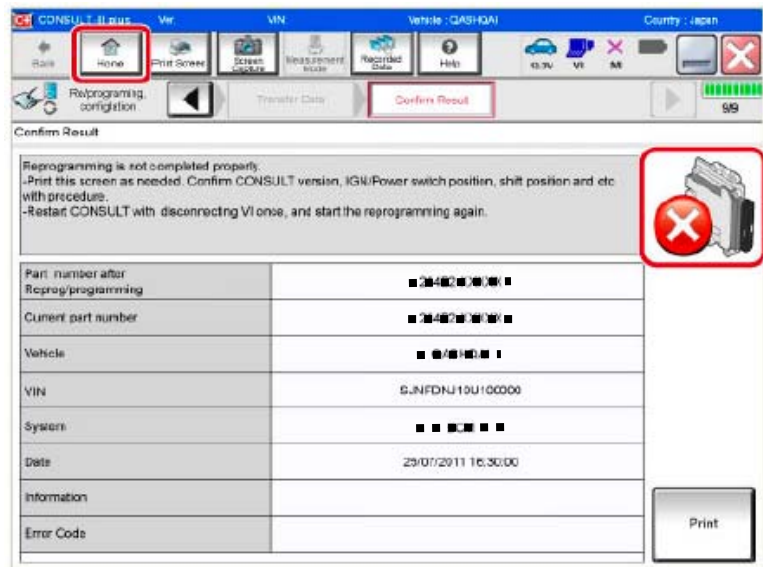 CONSULT-III plus Ver. VIN: Vehicle : QASHQAI Country : Japan
Back Home Print Screen Screen Capture Measurement Mode Recorded Data Help 13.3V VI MI
Re/programing, configration Transfer Data Confirm Result 9/9
Confirm Result
Reprogramming is not completed properly.
-Print this screen as needed. Confirm CONSULT version, IGN/Power switch position, shift position and etc
with procedure.
-Restart CONSULT with disconnecting VI once, and start the reprogramming again.
Part number after
Reprog/programming
Current part number
Vehicle
VIN SJNFDNJ10U100000
System
Date 29/07/2011 16:30:00
Information
Error Code
Print